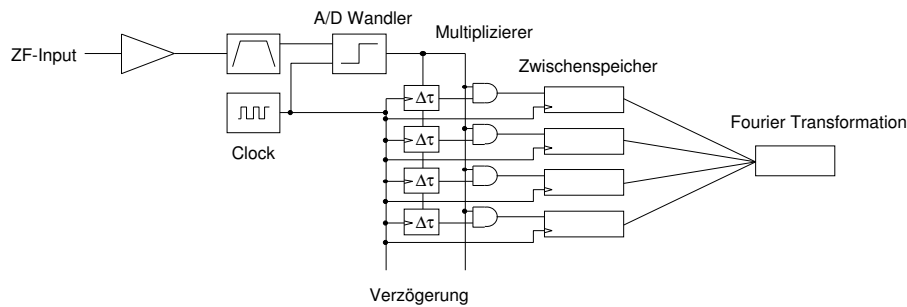 A/D Wandler
Multiplizierer
ZF-Input
Zwischenspeicher
Δτ
Clock
Fourier Transformation
Δτ
Δτ
Δτ
Verzögerung